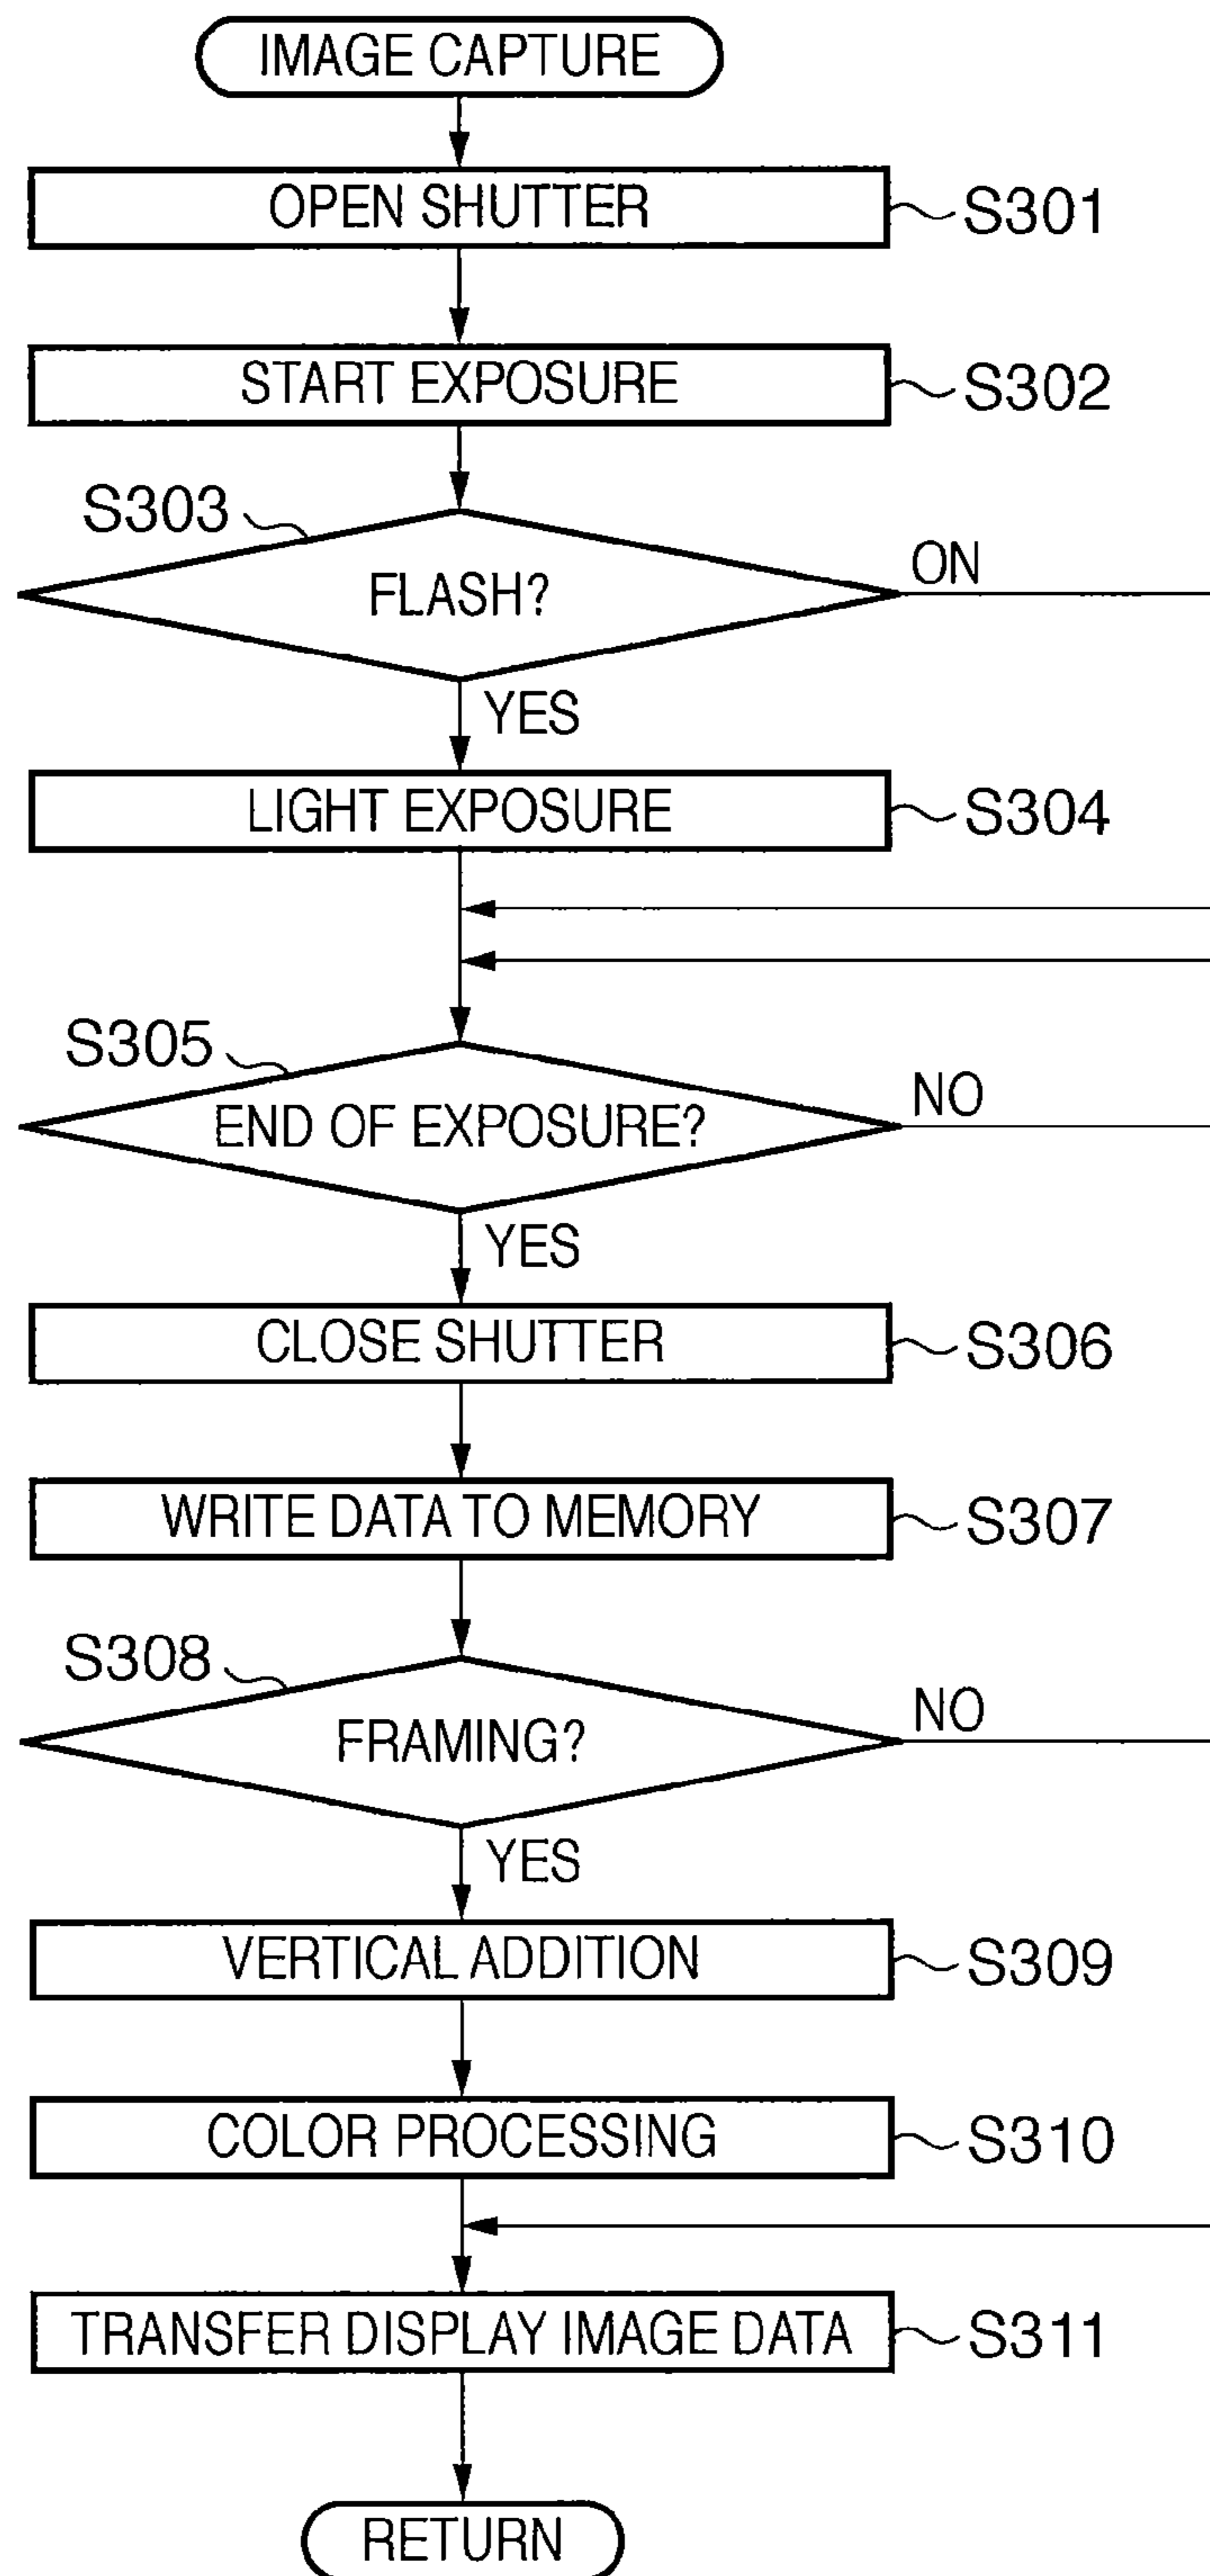 IMAGE CAPTURE
OPEN SHUTTER S301
START EXPOSURE S302
S303
FLASH? ON
YES
LIGHT EXPOSURE S304
S305
END OF EXPOSURE? NO
YES
CLOSE SHUTTER S306
WRITE DATA TO MEMORY S307
S308
FRAMING? NO
YES
VERTICAL ADDITION S309
COLOR PROCESSING S310
TRANSFER DISPLAY IMAGE DATA S311
RETURN